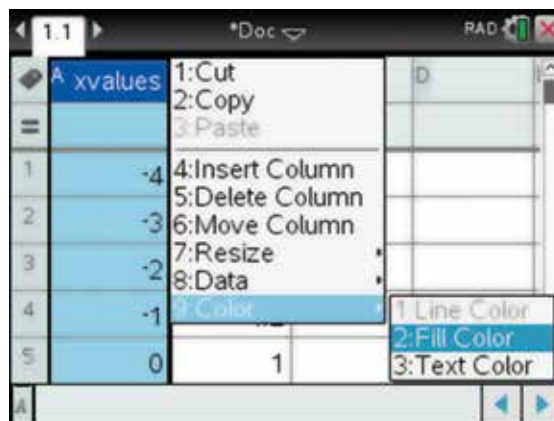 1.1
*Doc
RAD
A xvalues
D
=
1:Cut
2:Copy
3:Paste
4:Insert Column
5:Delete Column
6:Move Column
7:Resize
8:Data
9:Color
1 Line Color
2:Fill Color
3:Text Color
1 -4
2 -3
3 -2
4 -1
5 0 1
A